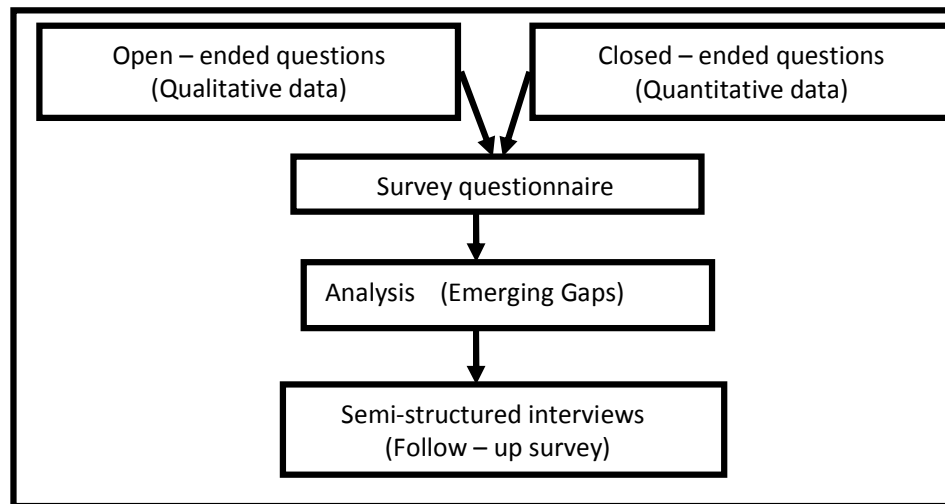 Open – ended questions
(Qualitative data)
Closed – ended questions
(Quantitative data)
Survey questionnaire
Analysis (Emerging Gaps)
Semi-structured interviews
(Follow – up survey)